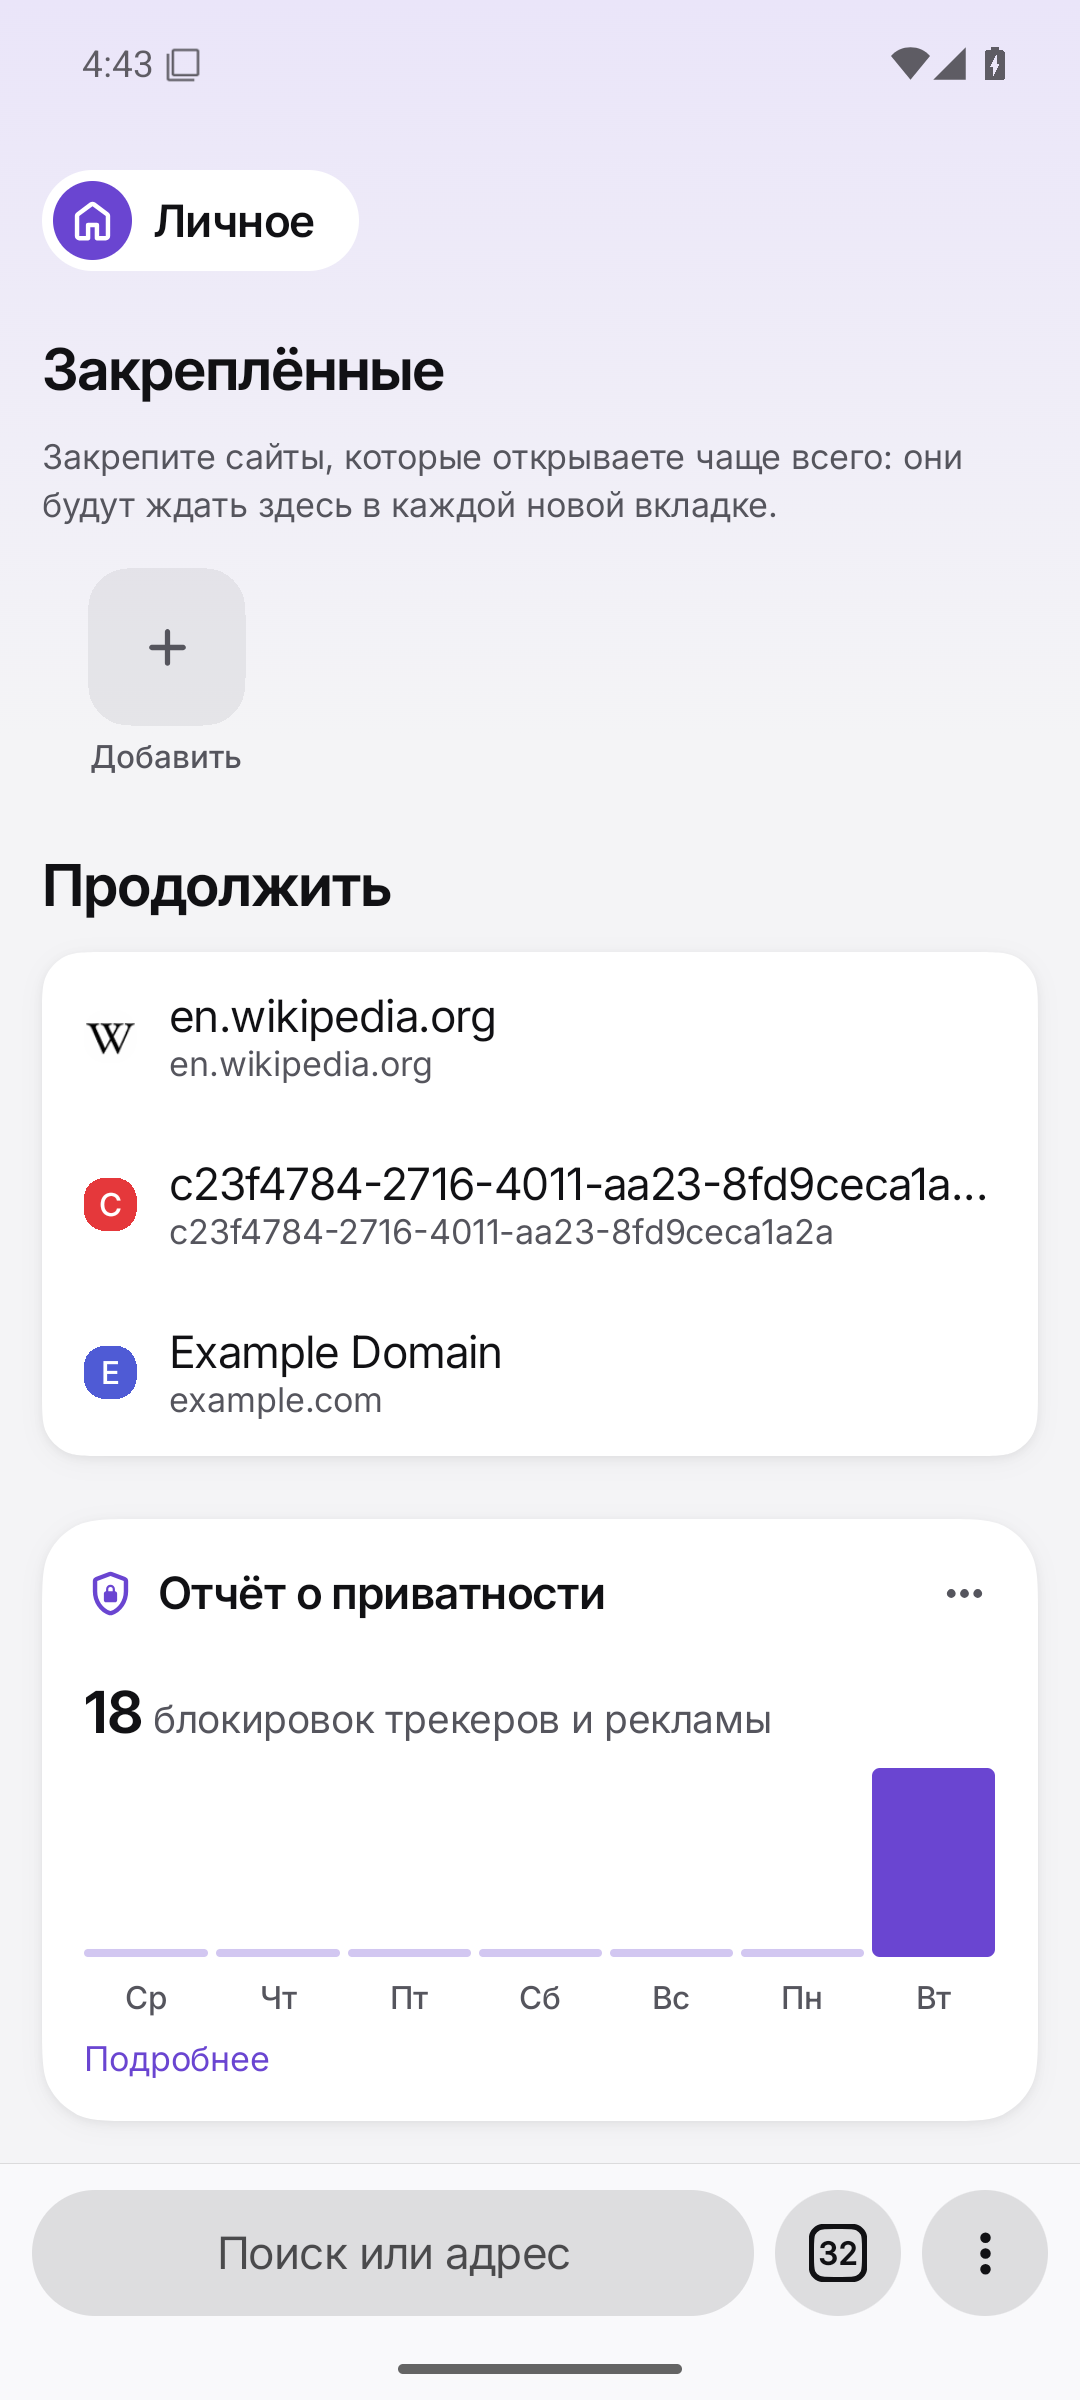 4:43
Личное
Закреплённые
Закрепите сайты, которые открываете чаще всего: они
будут ждать здесь в каждой новой вкладке.
Добавить
Продолжить
W
en.wikipedia.org
en.wikipedia.org
C
c23f4784-2716-4011-aa23-8fd9ceca1a...
c23f4784-2716-4011-aa23-8fd9ceca1a2a
E
Example Domain
example.com
Отчёт о приватности
18 блокировок трекеров и рекламы
Ср Чт Пт Сб Вс Пн Вт
Подробнее
Поиск или адрес
32